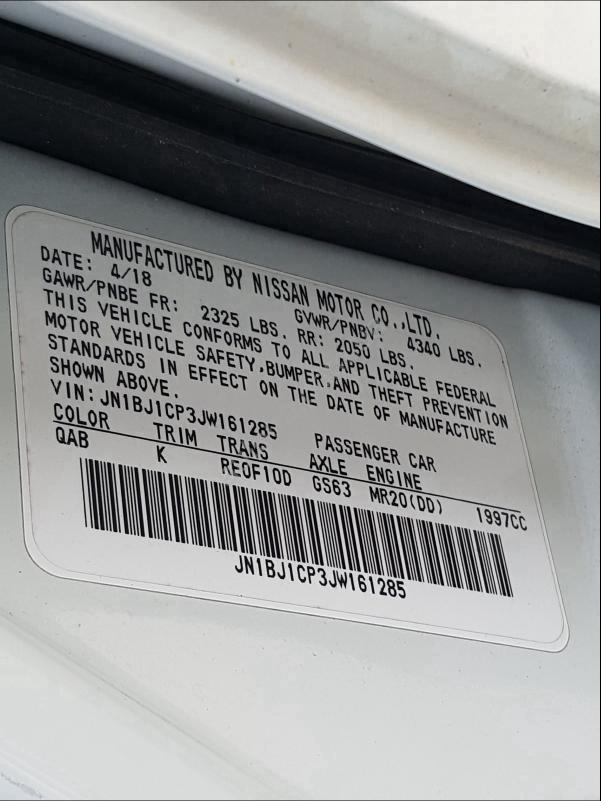 MANUFACTURED BY NISSAN MOTOR CO.,LTD.
DATE: 4/18 GVWR/PNBV: 4340 LBS.
GAWR/PNBE FR: 2325 LBS. RR: 2050 LBS.
THIS VEHICLE CONFORMS TO ALL APPLICABLE FEDERAL
MOTOR VEHICLE SAFETY,BUMPER,AND THEFT PREVENTION
STANDARDS IN EFFECT ON THE DATE OF MANUFACTURE
SHOWN ABOVE.
VIN:JN1BJ1CP3JW161285 PASSENGER CAR
COLOR TRIM TRANS AXLE ENGINE
QAB K RE0F10D GS63 MR20(DD) 1997CC
JN1BJ1CP3JW161285